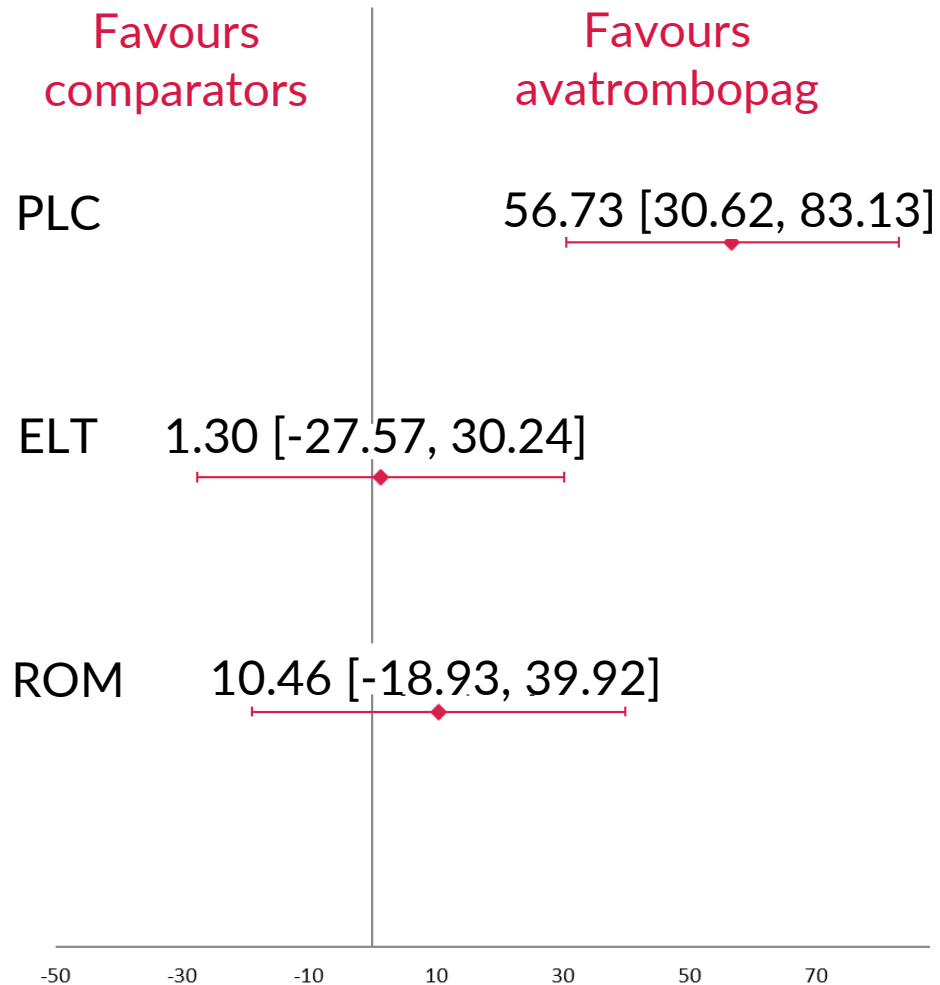 Favours
comparators
Favours
avatrombopag
PLC
56.73 [30.62, 83.13]
ELT
1.30 [-27.57, 30.24]
ROM
10.46 [-18.93, 39.92]
-50 -30 -10 10 30 50 70